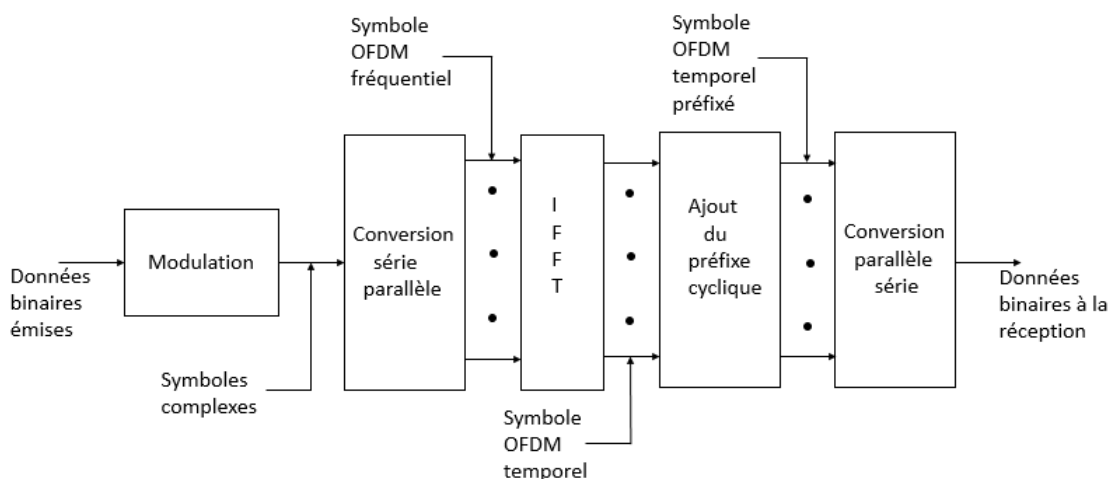 Symbole
OFDM
fréquentiel
Symbole
OFDM
temporel
préfixé
Données
binaires
émises
Modulation
Symboles
complexes
Conversion
série
parallèle
I
F
F
T
Symbole
OFDM
temporel
Ajout
du
préfixe
cyclique
Conversion
parallèle
série
Données
binaires à la
réception